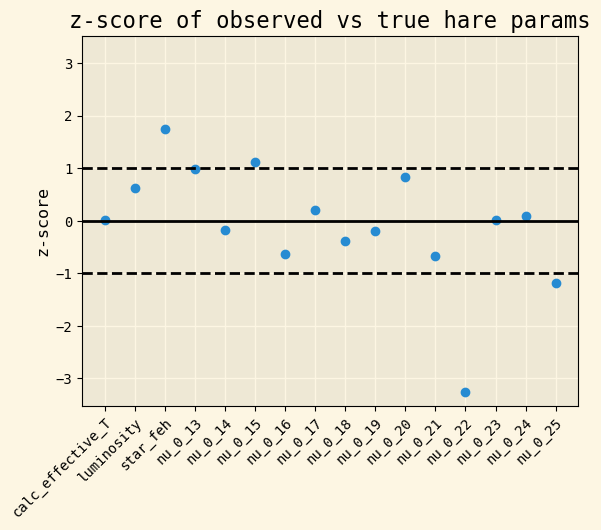 z-score of observed vs true hare params
z-score
3
2
1
0
−1
−2
−3
calc_effective_T
luminosity
star_feh
nu_0_13
nu_0_14
nu_0_15
nu_0_16
nu_0_17
nu_0_18
nu_0_19
nu_0_20
nu_0_21
nu_0_22
nu_0_23
nu_0_24
nu_0_25